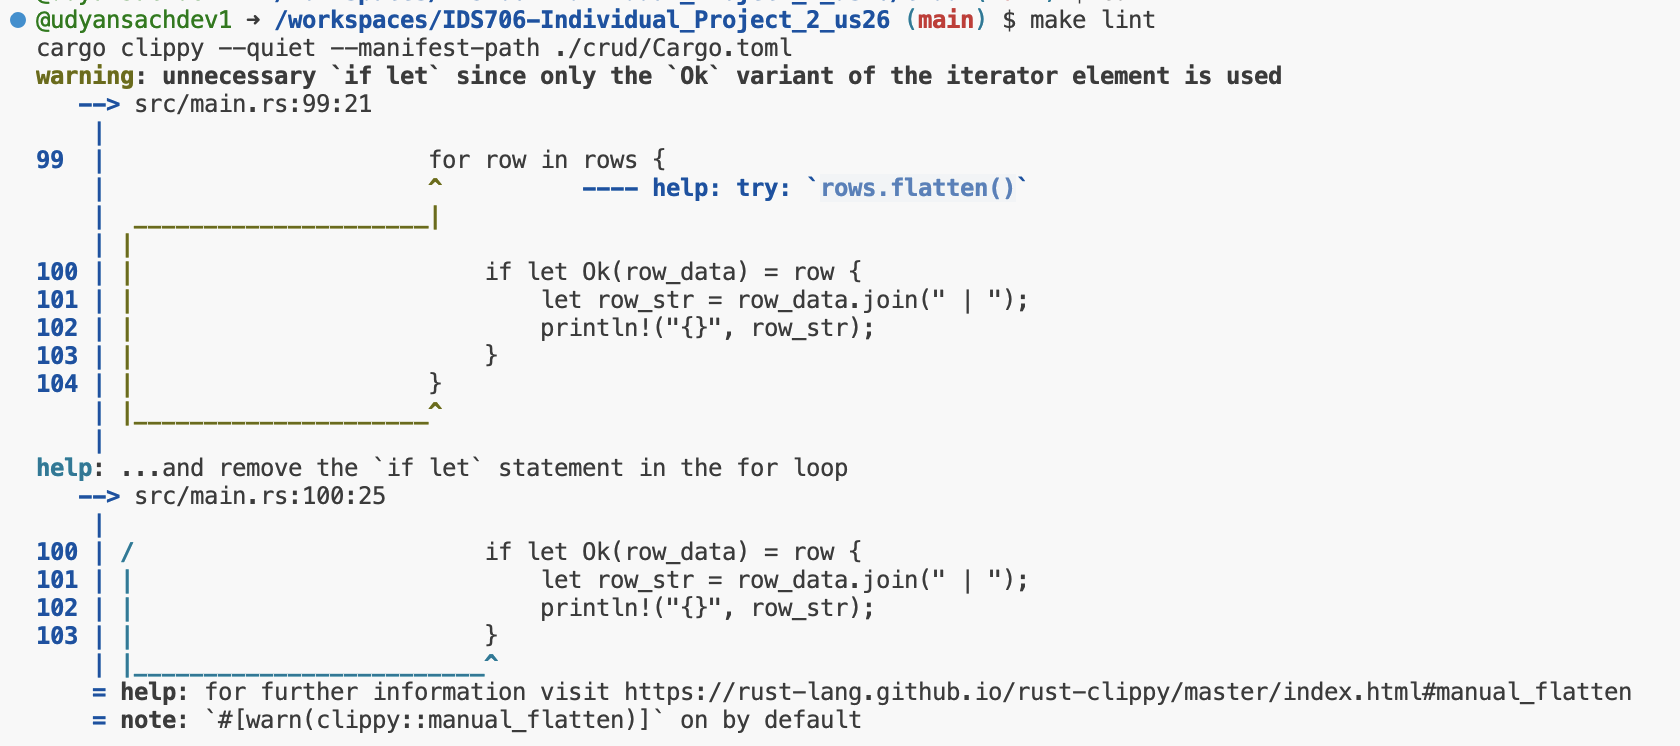 @udyansachdev1 → /workspaces/IDS706-Individual_Project_2_us26 (main) $ make lint
cargo clippy --quiet --manifest-path ./crud/Cargo.toml
warning: unnecessary `if let` since only the `Ok` variant of the iterator element is used
--> src/main.rs:99:21
|
99 | for row in rows {
| ^ ---- help: try: `rows.flatten()`
| _____________________|
| |
100 | | if let Ok(row_data) = row {
101 | | let row_str = row_data.join(" | ");
102 | | println!("{}", row_str);
103 | | }
104 | | }
| |_____________________^
|
help: ...and remove the `if let` statement in the for loop
--> src/main.rs:100:25
|
100 | / if let Ok(row_data) = row {
101 | | let row_str = row_data.join(" | ");
102 | | println!("{}", row_str);
103 | | }
| |_________________________^
= help: for further information visit https://rust-lang.github.io/rust-clippy/master/index.html#manual_flatten
= note: `#[warn(clippy::manual_flatten)]` on by default